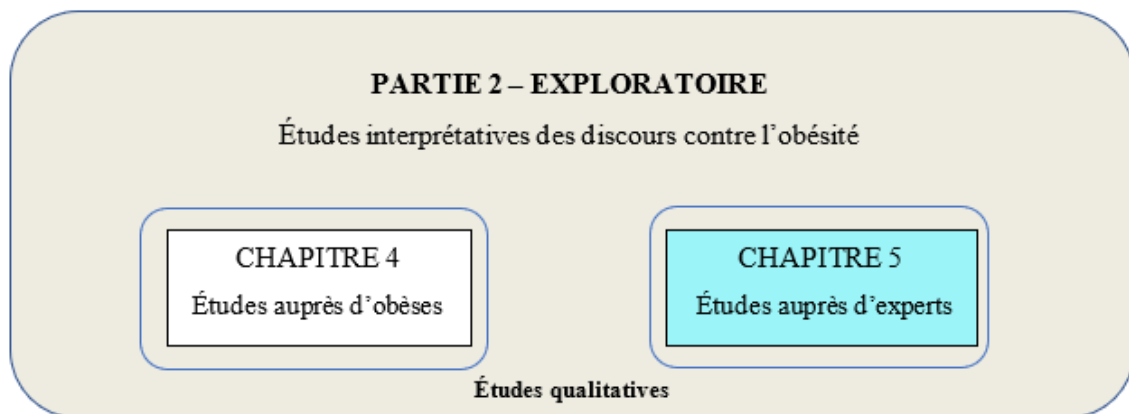 PARTIE 2 – EXPLORATOIRE
Études interprétatives des discours contre l’obésité
CHAPITRE 4
Études auprès d’obèses
CHAPITRE 5
Études auprès d’experts
Études qualitatives